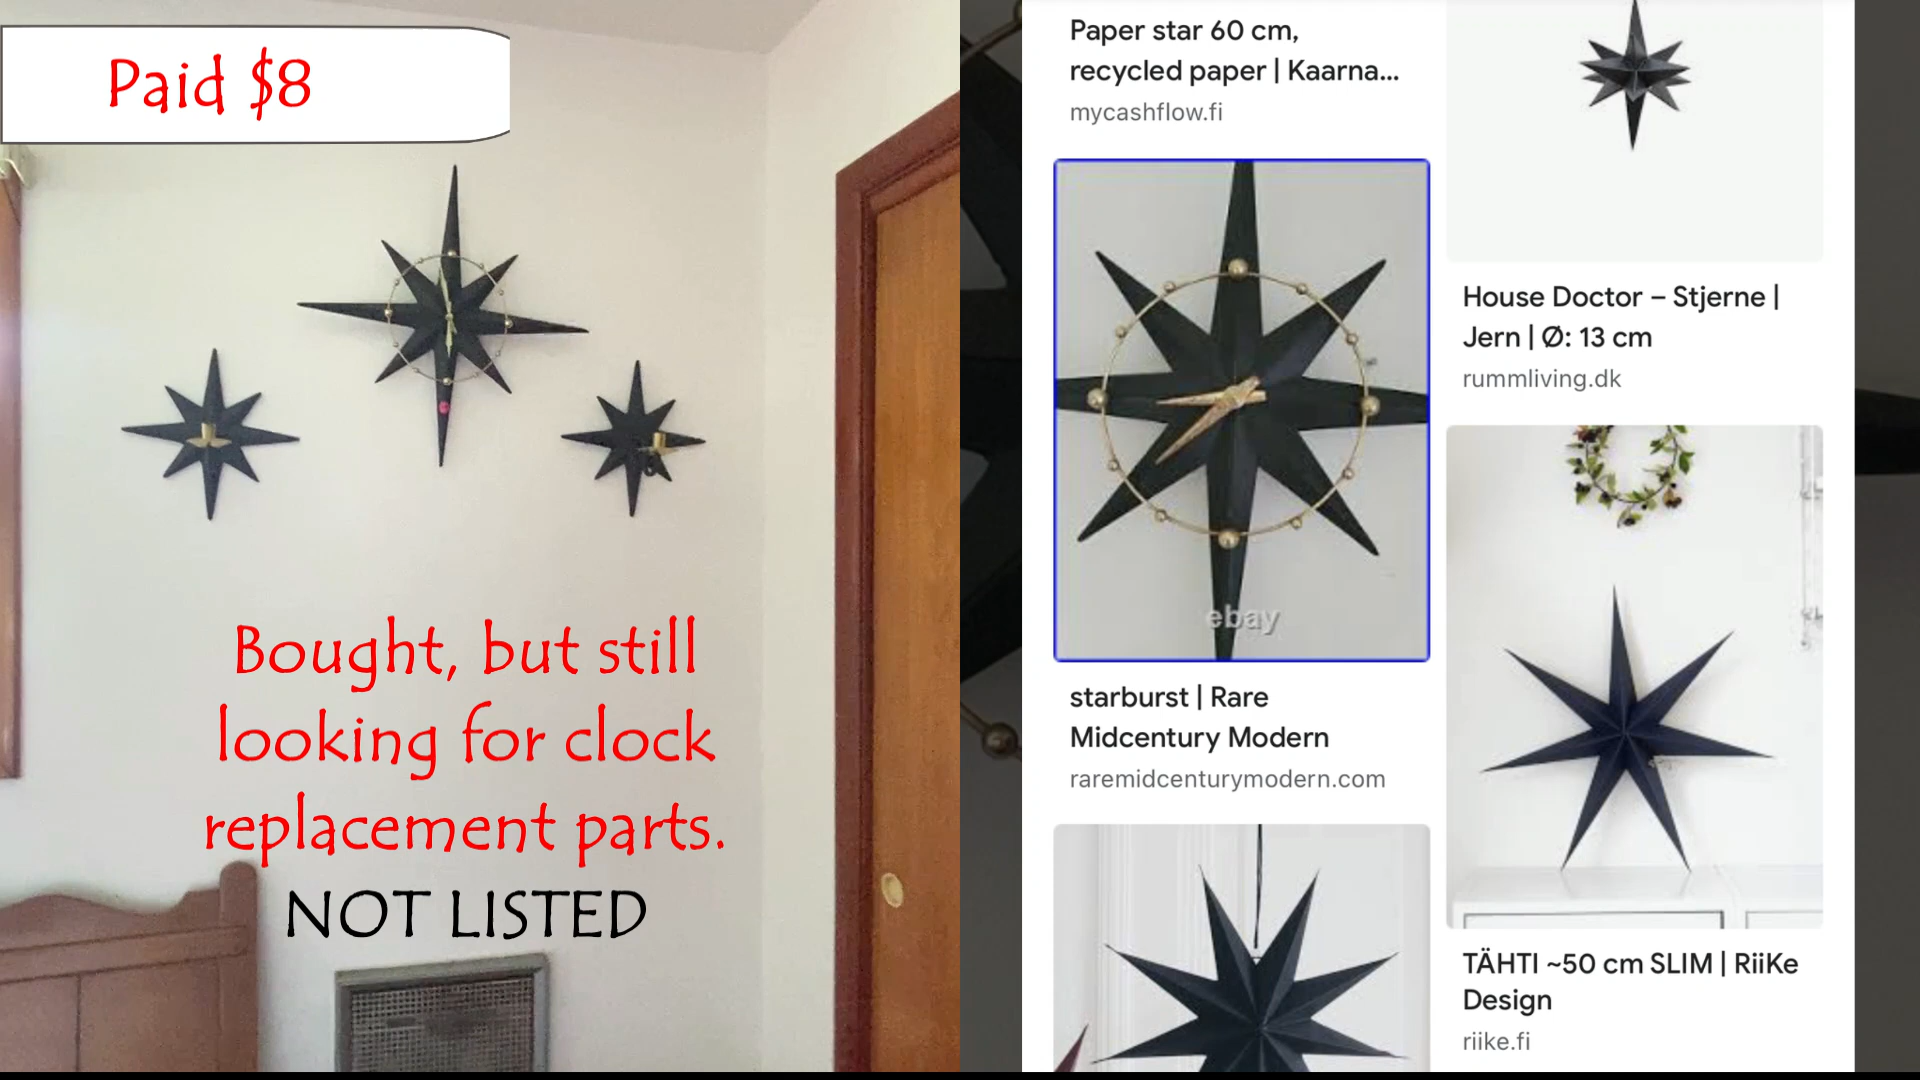 Paid $8
Bought, but still
looking for clock
replacement parts.
NOT LISTED
Paper star 60 cm,
recycled paper | Kaarna...
mycashflow.fi
ebay
starburst | Rare
Midcentury Modern
raremidcenturymodern.com
House Doctor – Stjerne |
Jern | Ø: 13 cm
rummliving.dk
TÄHTI ~50 cm SLIM | RiiKe
Design
riike.fi